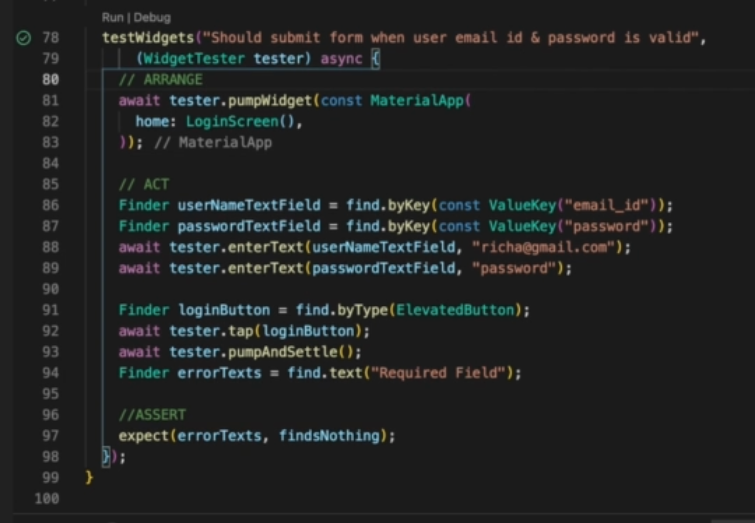 Run | Debug
78 testWidgets("Should submit form when user email id & password is valid",
79 (WidgetTester tester) async {
80 // ARRANGE
81 await tester.pumpWidget(const MaterialApp(
82 home: LoginScreen(),
83 )); // MaterialApp
84
85 // ACT
86 Finder userNameTextField = find.byKey(const ValueKey("email_id"));
87 Finder passwordTextField = find.byKey(const ValueKey("password"));
88 await tester.enterText(userNameTextField, "richa@gmail.com");
89 await tester.enterText(passwordTextField, "password");
90
91 Finder loginButton = find.byType(ElevatedButton);
92 await tester.tap(loginButton);
93 await tester.pumpAndSettle();
94 Finder errorTexts = find.text("Required Field");
95
96 //ASSERT
97 expect(errorTexts, findsNothing);
98 });
99 }
100